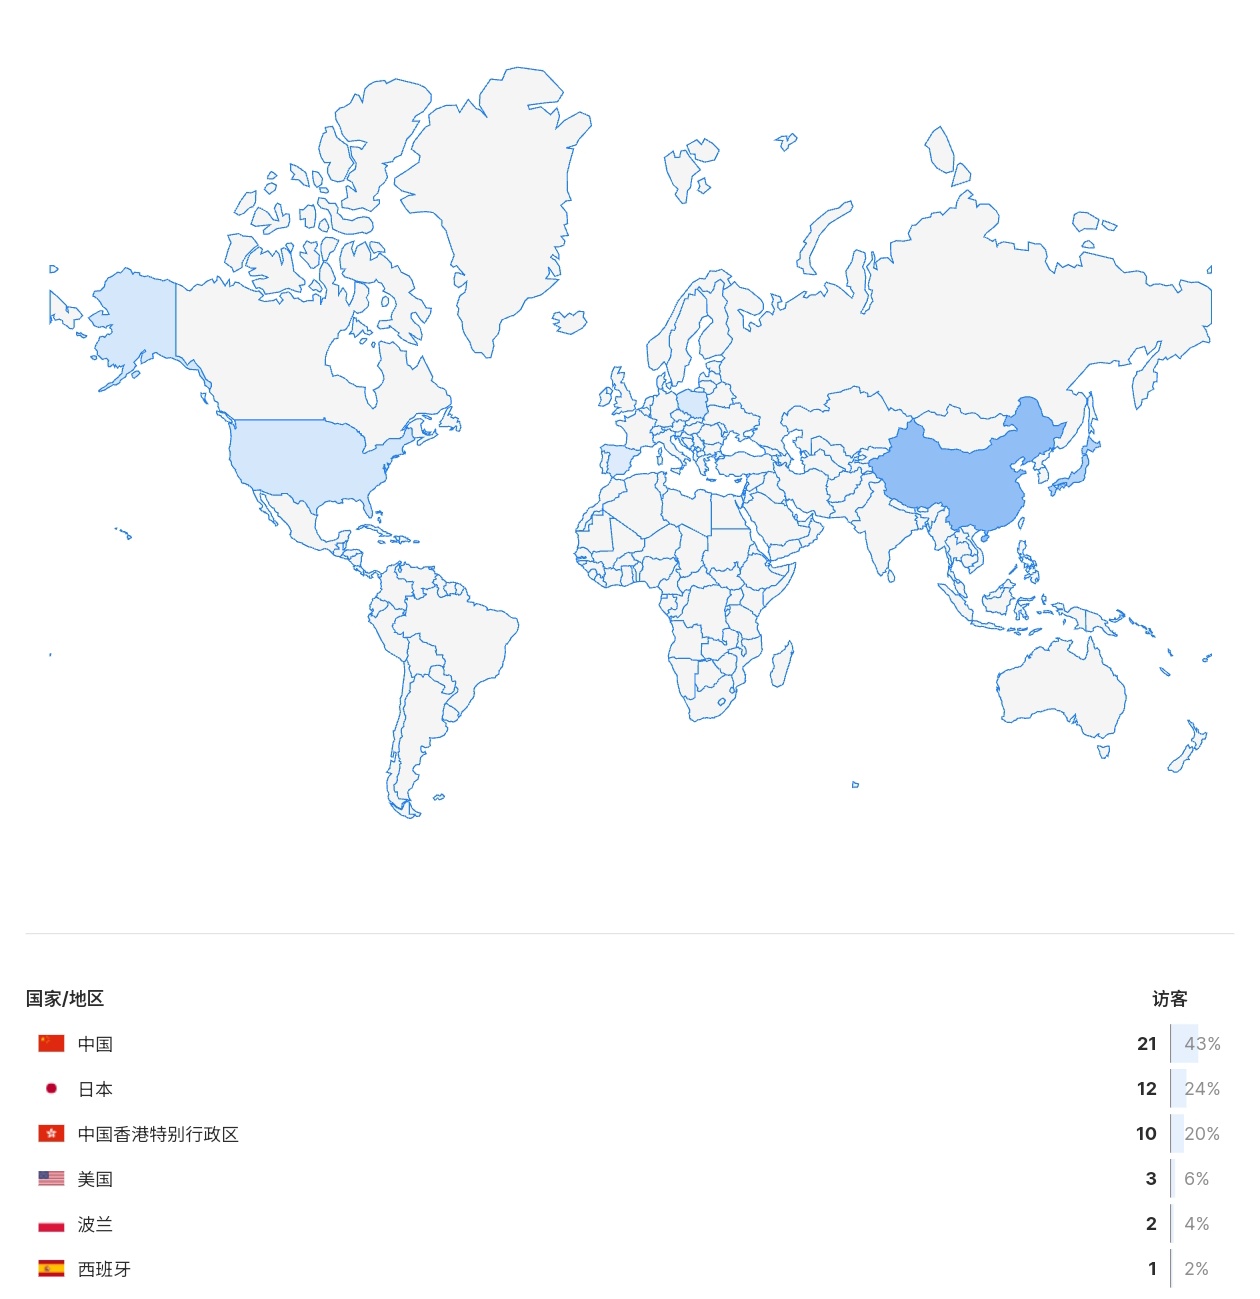 国家/地区 访客
中国 21 43%
日本 12 24%
中国香港特别行政区 10 20%
美国 3 6%
波兰 2 4%
西班牙 1 2%